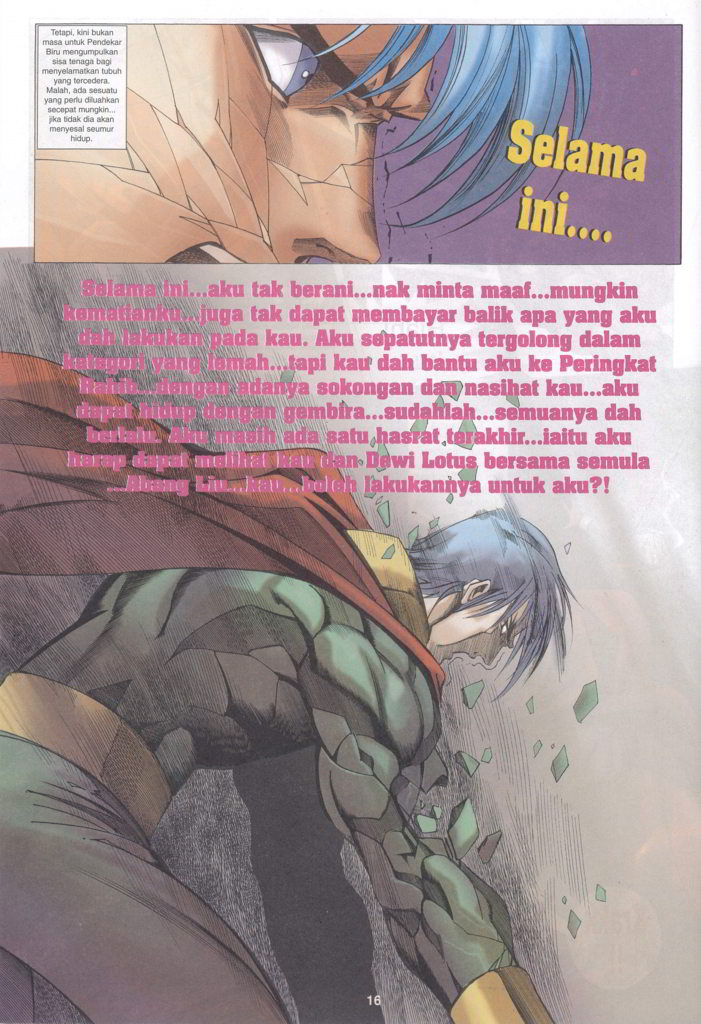 Tetapi, kini bukan
masa untuk Pendekar
Biru mengumpulkan
sisa tenaga bagi
menyelamatkan tubuh
yang tercedera.
Malah, ada sesuatu
yang perlu diluahkan
secepat mungkin...
jika tidak dia akan
menyesal seumur
hidup.
Selama
ini....
Selama ini...aku tak berani...nak minta maaf...mungkin
kematianku...juga tak dapat membayar balik apa yang aku
dah lakukan pada kau. Aku sepatutnya tergolong dalam
kategori yang lemah...tapi kau dah bantu aku ke Peringkat
Baik...dengan adanya sokongan dan nasihat kau...aku
dapat hidup dengan gembira...sudahlah...semuanya dah
berlalu. Aku masih ada satu hasrat terakhir...iaitu aku
harap dapat melihat kau dan Dewi Lotus bersama semula
...Abang Liu...kau...boleh lakukannya untuk aku?!
16